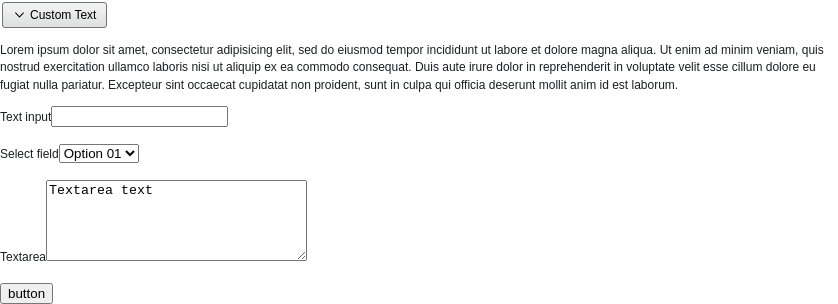 Custom Text
Lorem ipsum dolor sit amet, consectetur adipisicing elit, sed do eiusmod tempor incididunt ut labore et dolore magna aliqua. Ut enim ad minim veniam, quis
nostrud exercitation ullamco laboris nisi ut aliquip ex ea commodo consequat. Duis aute irure dolor in reprehenderit in voluptate velit esse cillum dolore eu
fugiat nulla pariatur. Excepteur sint occaecat cupidatat non proident, sunt in culpa qui officia deserunt mollit anim id est laborum.
Text input
Select field Option 01
Textarea text
Textarea
button